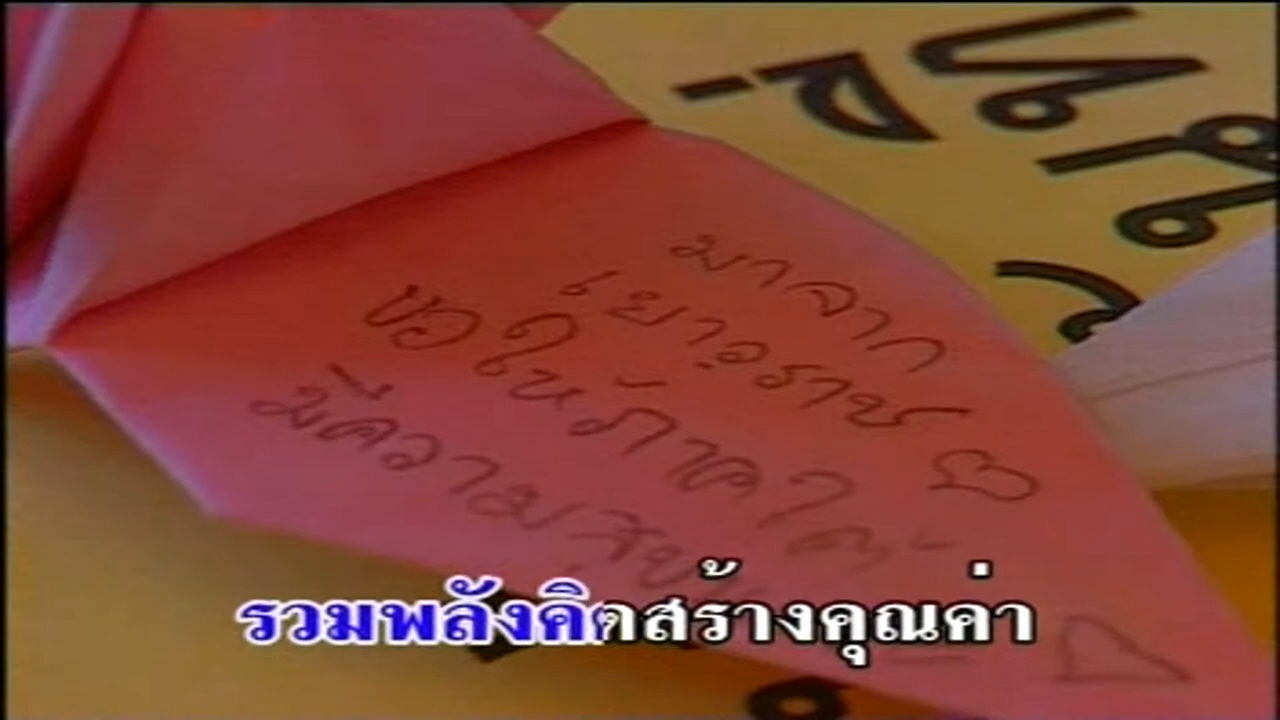 มาจาก
เยาวราช
ขอให้ภาคใต้
มีความสุข
รวมพลังคิดสร้างคุณค่า